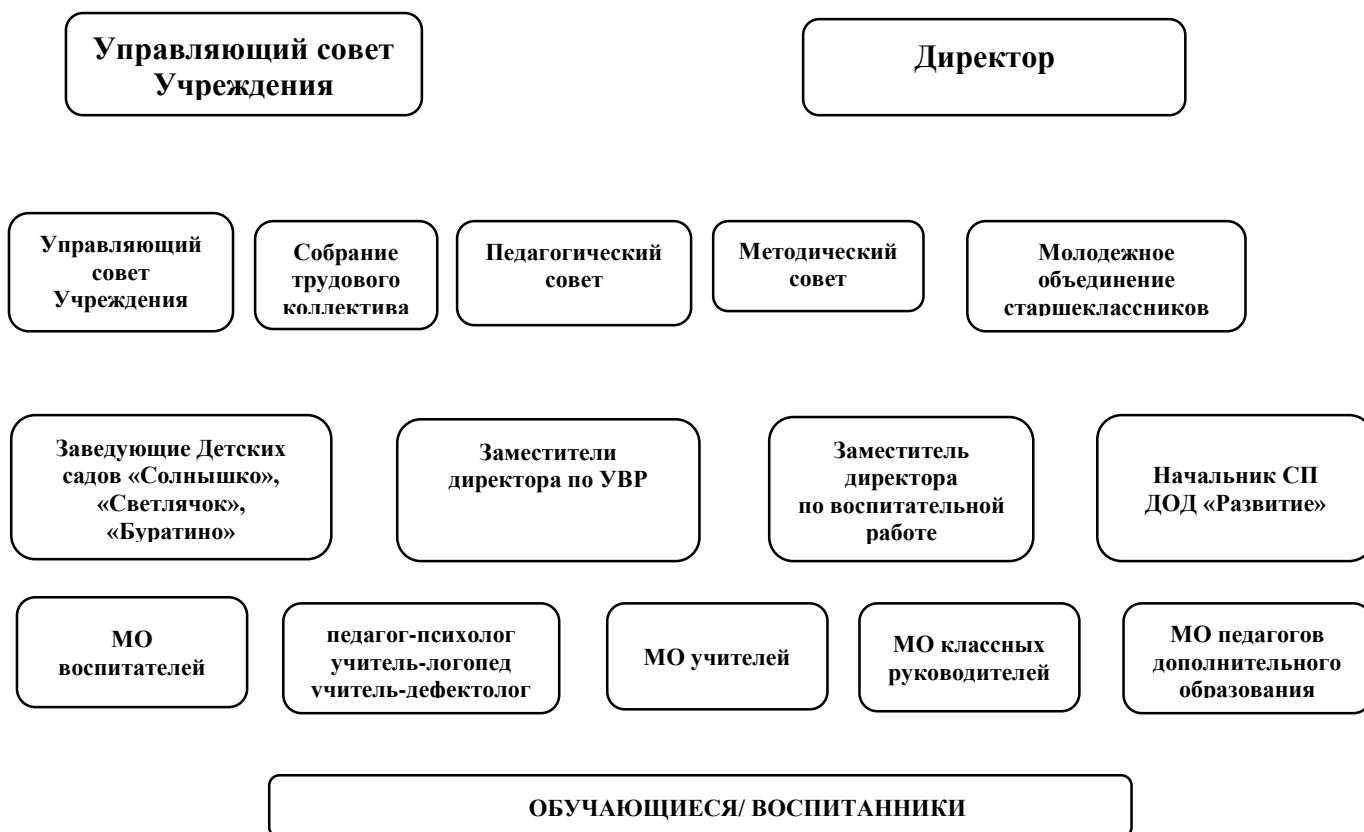 Управляющий совет
Учреждения
Директор
Управляющий
совет
Учреждения
Собрание
трудового
коллектива
Педагогический
совет
Методический
совет
Молодежное
объединение
старшеклассников
Заведующие Детских
садов «Солнышко»,
«Светлячок»,
«Буратино»
Заместители
директора по УВР
Заместитель
директора
по воспитательной
работе
Начальник СП
ДОД «Развитие»
МО
воспитателей
педагог-психолог
учитель-логопед
учитель-дефектолог
МО учителей
МО классных
руководителей
МО педагогов
дополнительного
образования
ОБУЧАЮЩИЕСЯ/ ВОСПИТАННИКИ